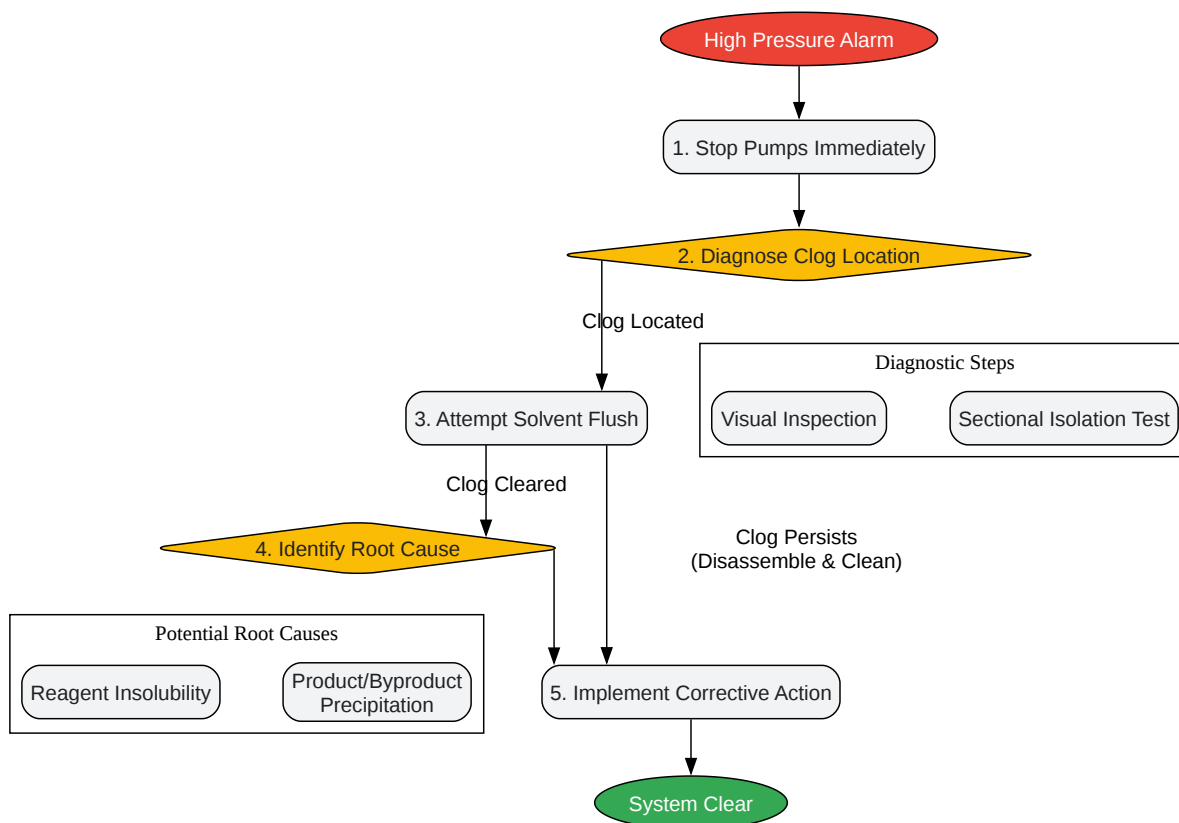 High Pressure Alarm
1. Stop Pumps Immediately
2. Diagnose Clog Location
Clog Located
Diagnostic Steps
Visual Inspection
Sectional Isolation Test
3. Attempt Solvent Flush
Clog Cleared
Clog Persists
(Disassemble & Clean)
4. Identify Root Cause
Potential Root Causes
Reagent Insolubility
Product/Byproduct
Precipitation
5. Implement Corrective Action
System Clear